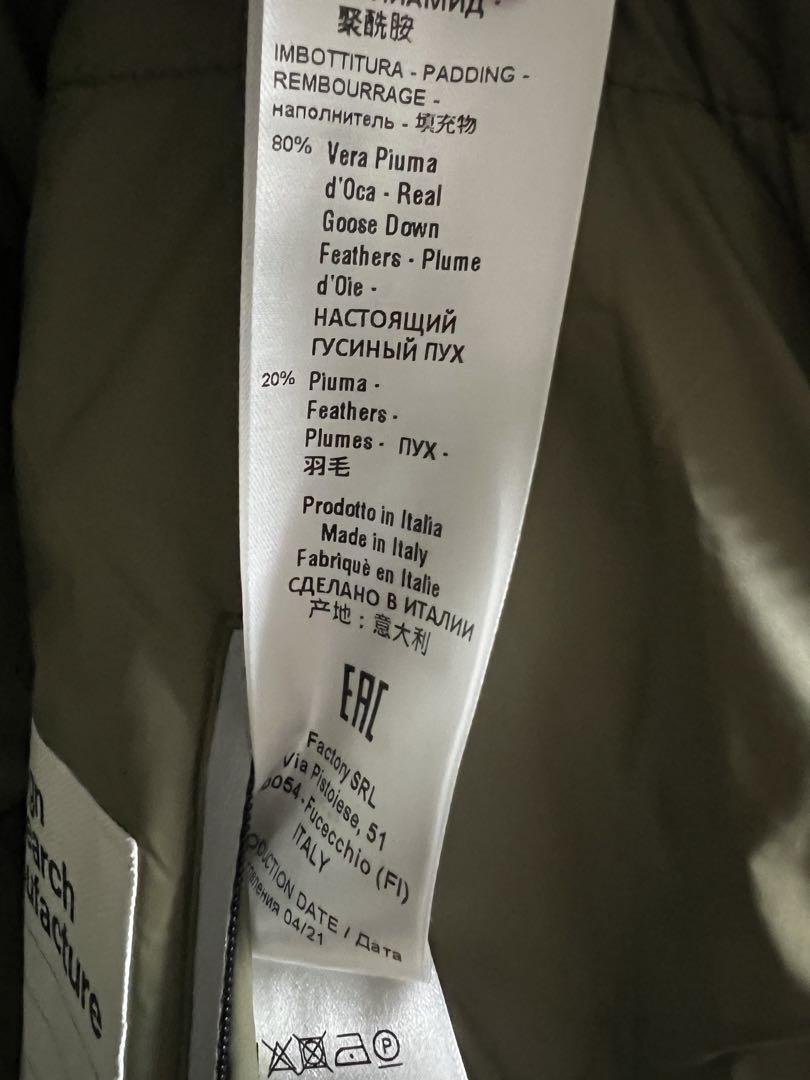 聚酰胺
IMBOTTITURA - PADDING -
REMBOURRAGE -
наполнитель - 填充物
80% Vera Piuma
d'Oca - Real
Goose Down
Feathers - Plume
d'Oie -
НАСТОЯЩИЙ
ГУСИНЫЙ ПУХ
20% Piuma -
Feathers -
Plumes - ПУХ -
羽毛
Prodotto in Italia
Made in Italy
Fabriquè en Italie
СДЕЛАНО В ИТАЛИИ
产地：意大利
EAC
Factory SRL
Via Pistoiese, 51
Fucecchio (FI)
ITALY
DATE / Дата
04/21
P